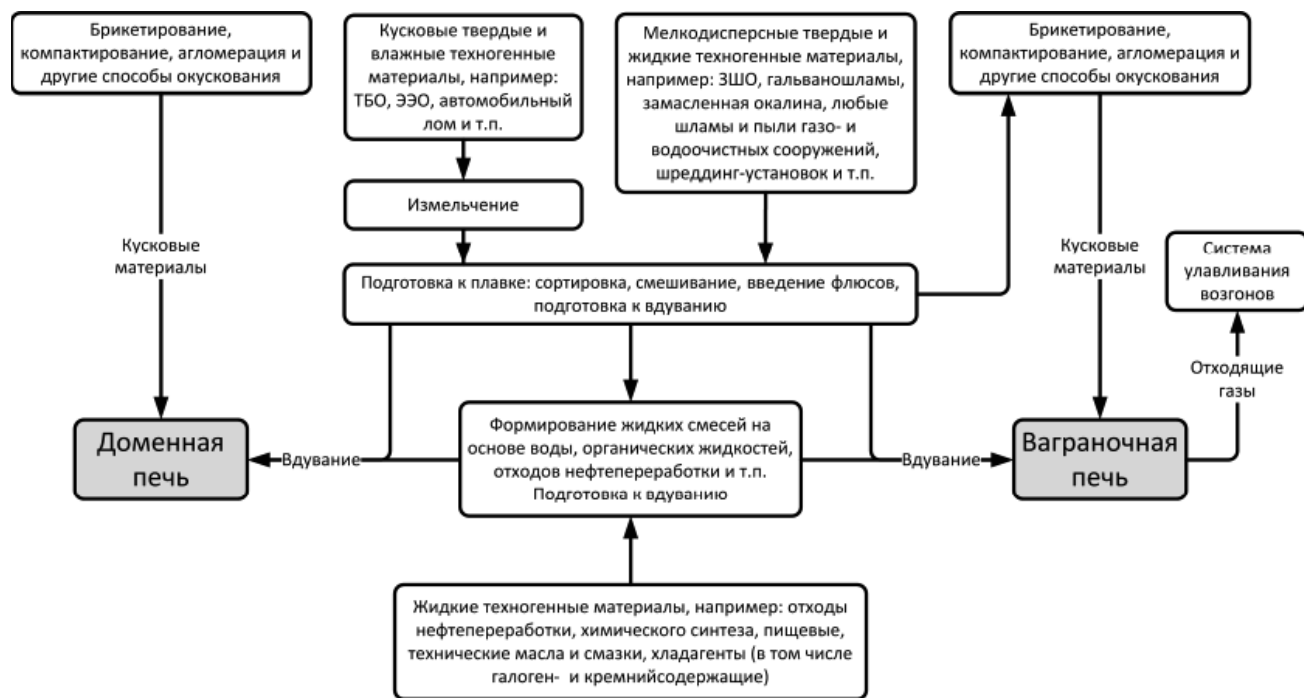 Брикетирование,
компактирование, агломерация и
другие способы окускования
Кусковые твердые и
влажные техногенные
материалы, например:
ТБО, ЭЭО, автомобильный
лом и т.п.
Мелкодисперсные твердые и
жидкие техногенные материалы,
например: ЗШО, гальваношламы,
замасленная окалина, любые
шламы и пыли газо- и
водоочистных сооружений,
шреддинг-установок и т.п.
Брикетирование,
компактирование, агломерация и
другие способы окускования
Измельчение
Кусковые
материалы
Кусковые
материалы
Система
улавливания
возгонов
Подготовка к плавке: сортировка, смешивание, введение флюсов,
подготовка к вдуванию
Отходящие
газы
Доменная
печь
Вдувание
Формирование жидких смесей на
основе воды, органических жидкостей,
отходов нефтепереработки и т.п.
Подготовка к вдуванию
Вдувание
Ваграночная
печь
Жидкие техногенные материалы, например: отходы
нефтепереработки, химического синтеза, пищевые,
технические масла и смазки, хладагенты (в том числе
галоген- и кремнийсодержащие)